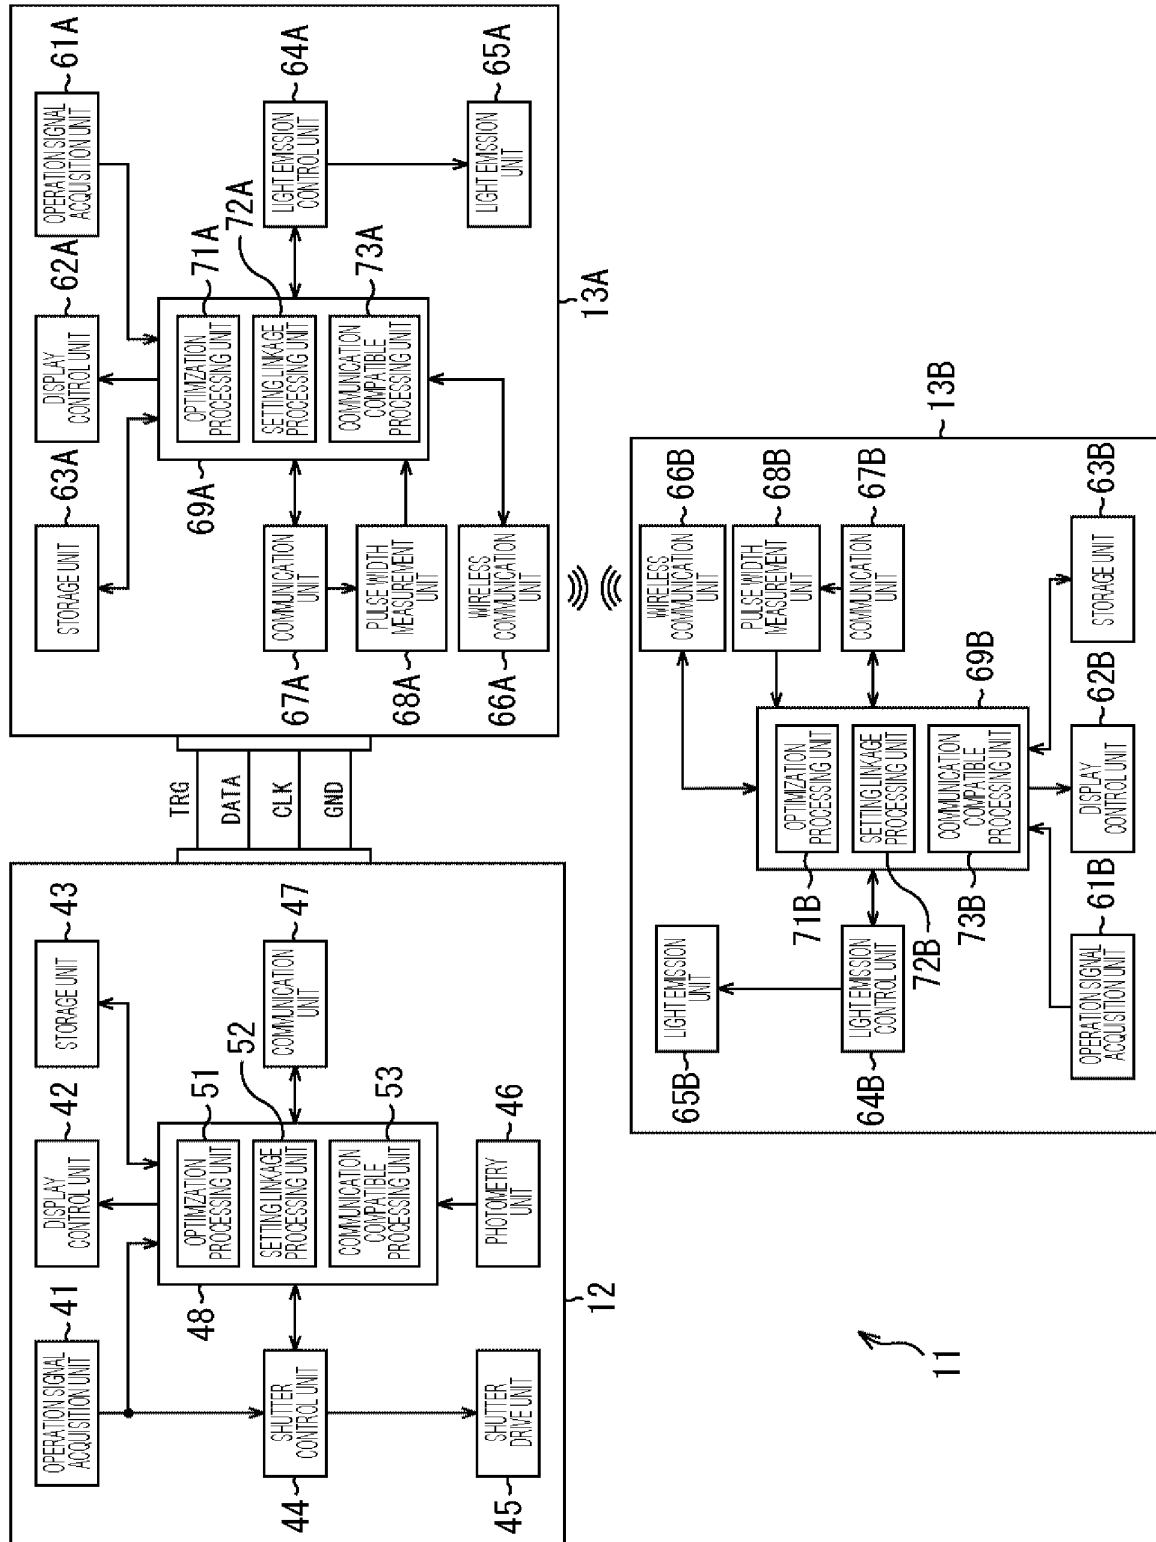 41
OPERATION SIGNAL
ACQUISITION UNIT
42
DISPLAY
CONTROL UNIT
43
STORAGE UNIT
48
OPTIMZATION
PROCESSING UNIT
51
SETTING LINKAGE
PROCESSING UNIT
52
COMMUNICATION
COMPATIBLE
PROCESSING UNIT
53
44
SHUTTER
CONTROL UNIT
47
COMMUNICATION
UNIT
45
SHUTTER
DRIVE UNIT
46
PHOTOMETRY
UNIT
12
TRG
DATA
CLK
GND
63A
STORAGE UNIT
62A
DISPLAY
CONTROL UNIT
61A
OPERATION SIGNAL
ACQUISITION UNIT
69A
OPTIMIZATION
PROCESSING UNIT
71A
SETTING LINKAGE
PROCESSING UNIT
72A
COMMUNICATION
COMPATIBLE
PROCESSING UNIT
73A
67A
COMMUNICATION
UNIT
64A
LIGHT EMISSION
CONTROL UNIT
68A
PULSE WIDTH
MEASUREMENT
UNIT
66A
WIRELESS
COMMUNICATION
UNIT
65A
LIGHT EMISSION
UNIT
13A
11
65B
LIGHT EMISSION
UNIT
66B
WIRELESS
COMMUNICATION
UNIT
68B
PULSE WIDTH
MEASUREMENT
UNIT
71B
OPTIMIZATION
PROCESSING UNIT
72B
SETTING LINKAGE
PROCESSING UNIT
73B
COMMUNICATION
COMPATIBLE
PROCESSING UNIT
69B
64B
LIGHT EMISSION
CONTROL UNIT
67B
COMMUNICATION
UNIT
61B
OPERATION SIGNAL
ACQUISITION UNIT
62B
DISPLAY
CONTROL UNIT
63B
STORAGE UNIT
13B